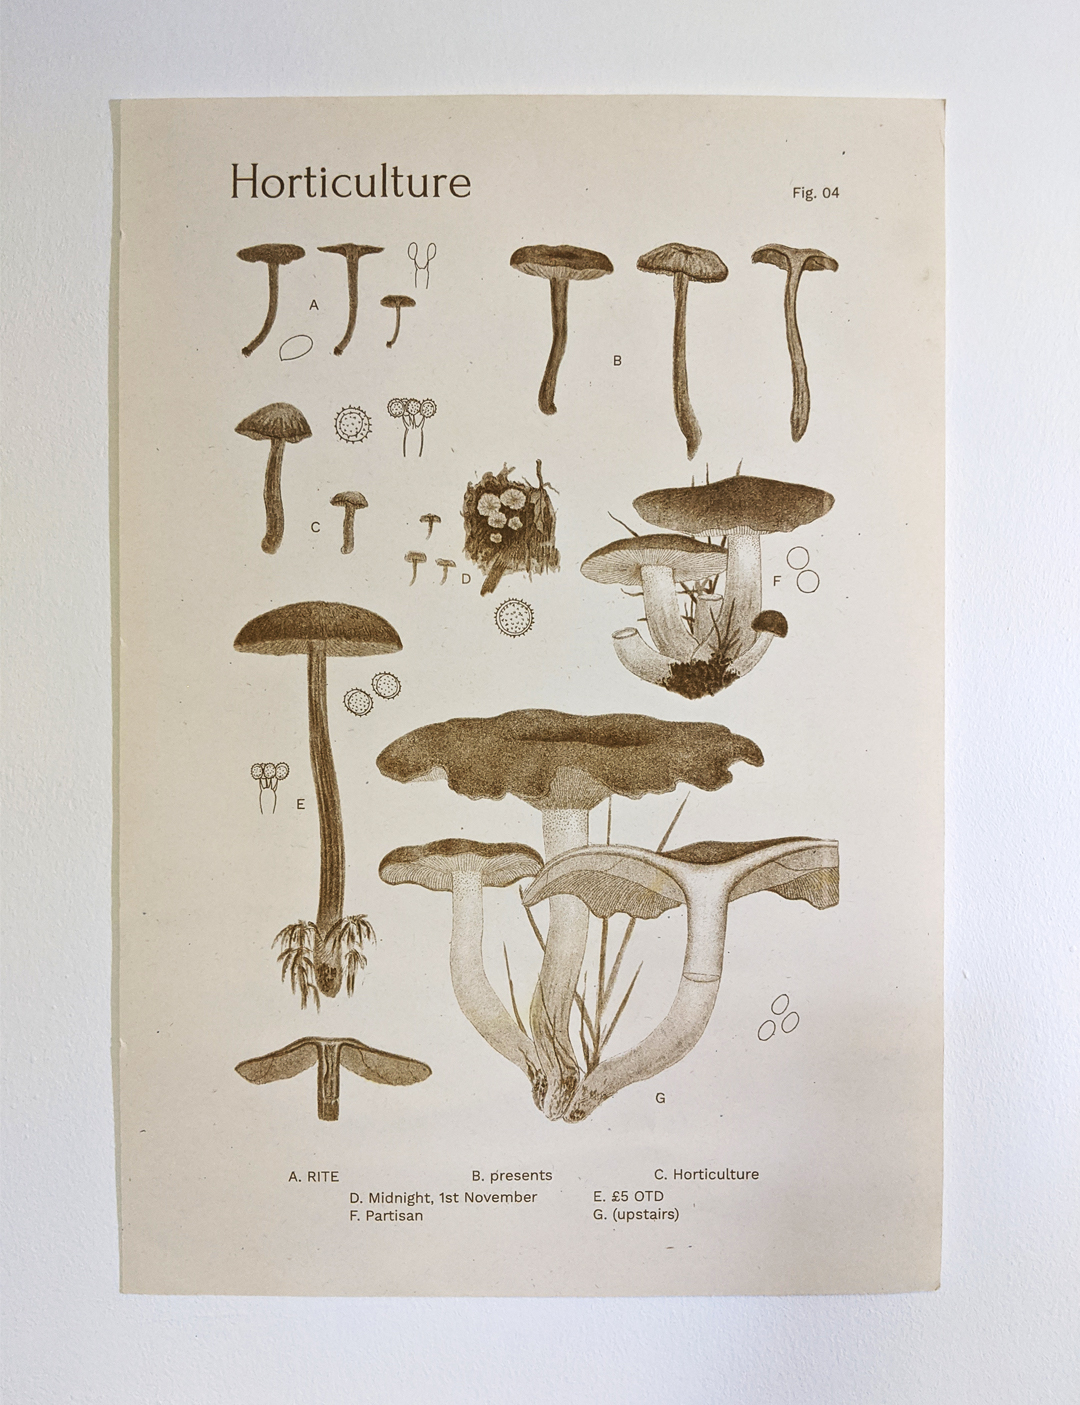 Horticulture
Fig. 04
A
B
C
D
F
E
G
A. RITE
B. presents
C. Horticulture
D. Midnight, 1st November
E. £5 OTD
F. Partisan
G. (upstairs)